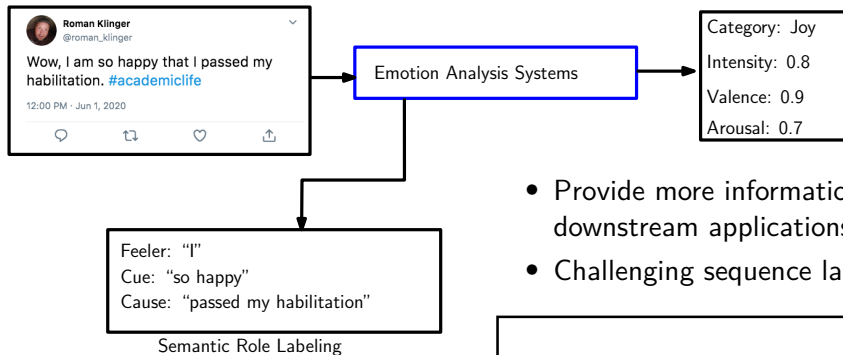 Roman Klinger
@roman_klinger
Wow, I am so happy that I passed my
habilitation. #academiclife
12:00 PM · Jun 1, 2020
Emotion Analysis Systems
Category: Joy
Intensity: 0.8
Valence: 0.9
Arousal: 0.7
• Provide more
downstream applications
• Challenging sequence
Feeler: “I”
Cue: “so happy”
Cause: “passed my habilitation”
Semantic Role Labeling